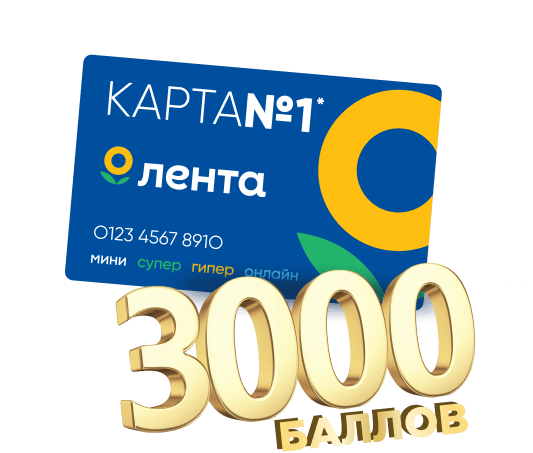 КАРТА№1*
лента
0123 4567 8910
мини супер гипер онлайн
3000
БАЛЛОВ